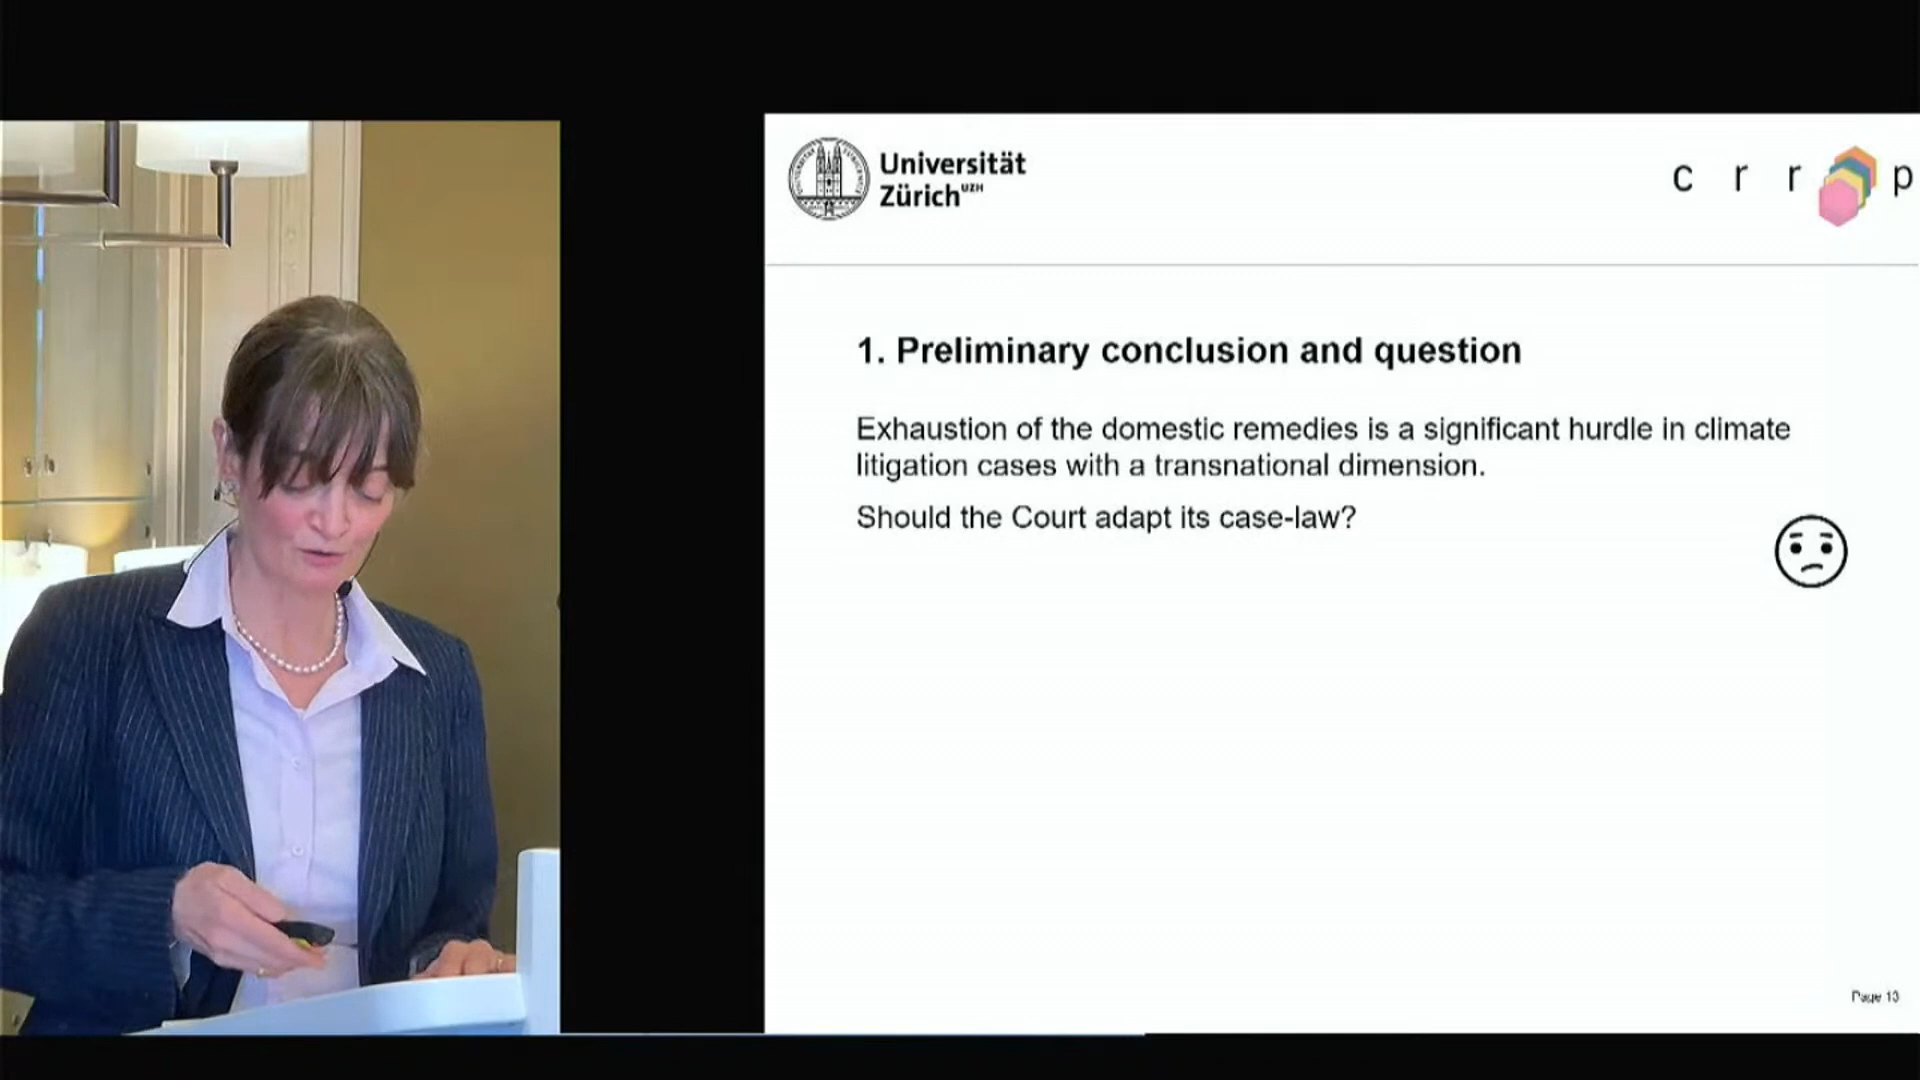 Universität
Zürich UZH
c r r p
1. Preliminary conclusion and question
Exhaustion of the domestic remedies is a significant hurdle in climate
litigation cases with a transnational dimension.
Should the Court adapt its case-law?
Page 13